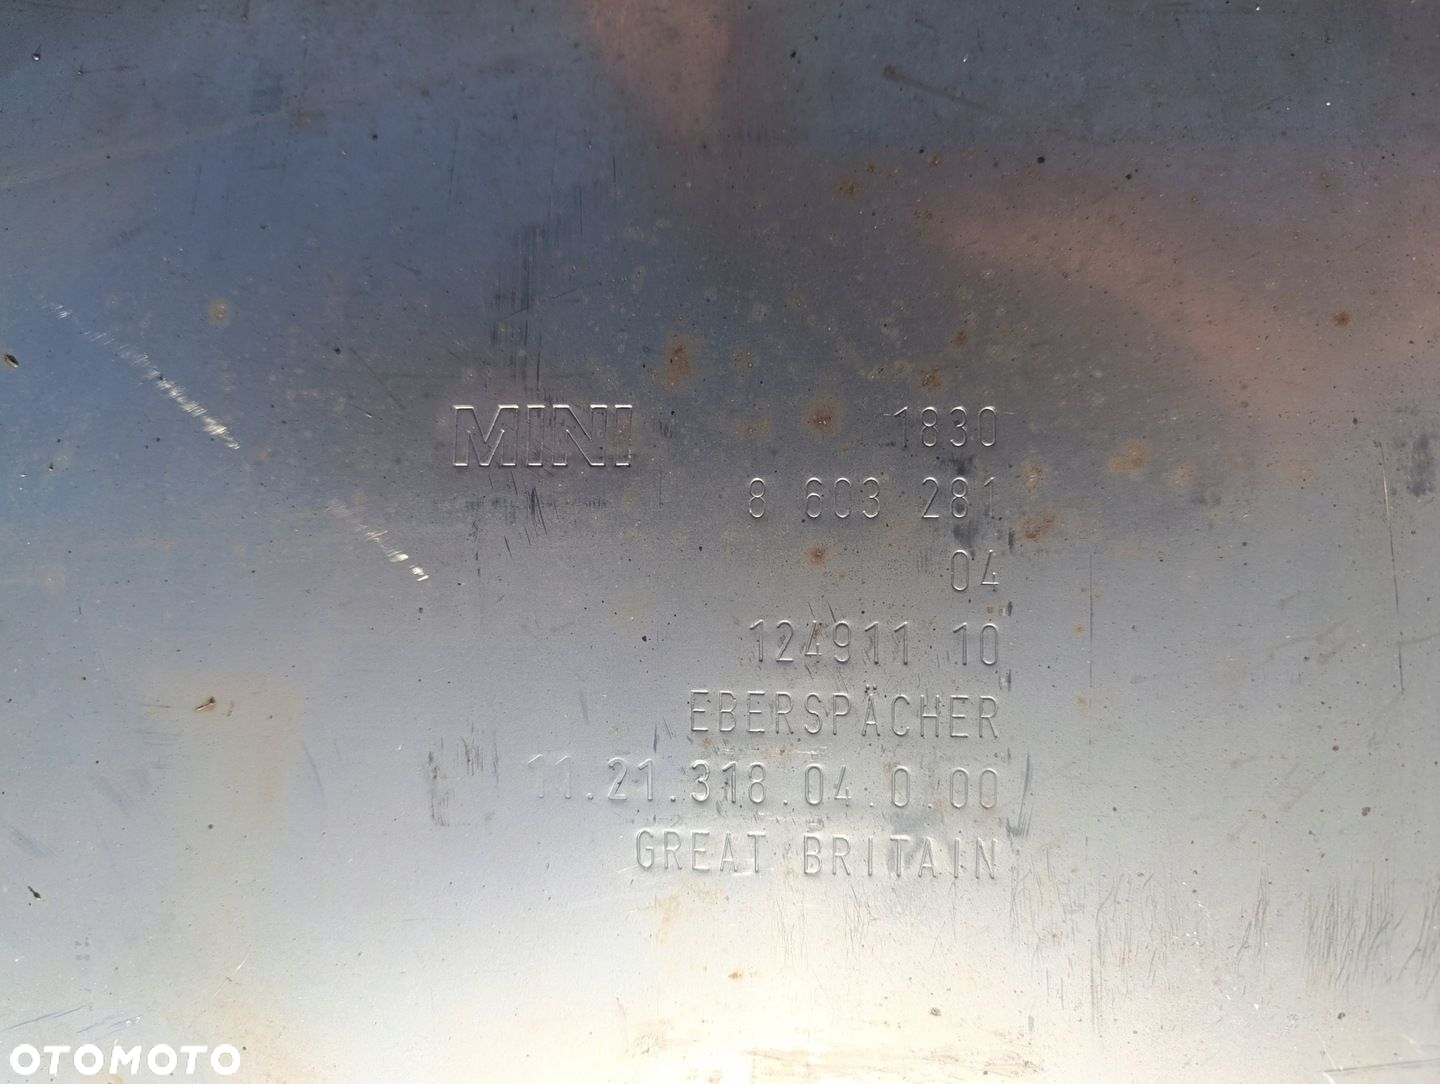 MINI 1830
8 603 281
04
124911 10
EBERSPÄCHER
11.21.318.04.0.00
GREAT BRITAIN
OTOMOTO